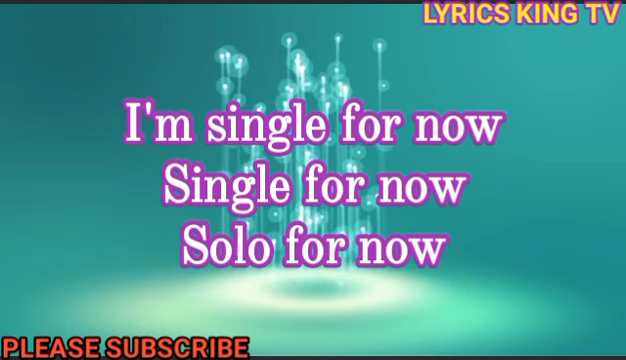 LYRICS KING TV
I'm single for now
Single for now
Solo for now
PLEASE SUBSCRIBE